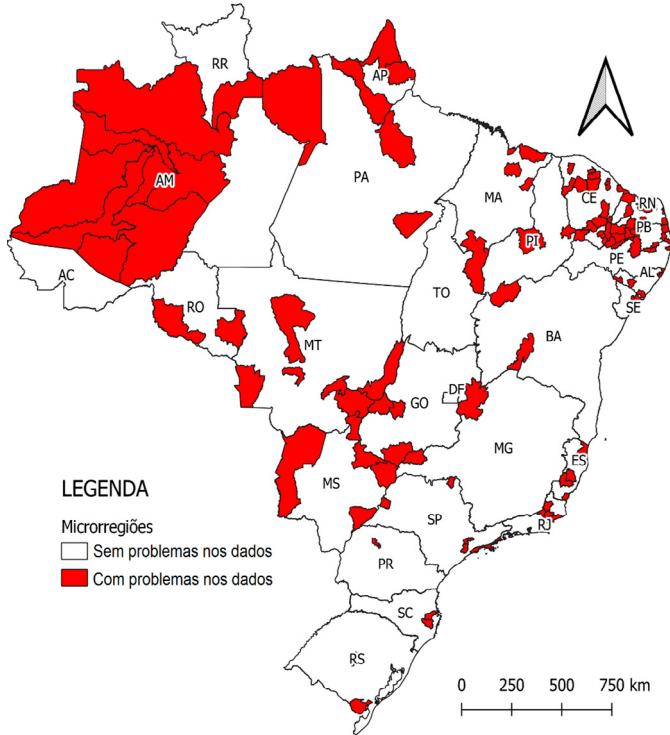 RR
AP
AM
PA
MA
CE
RN
PB
PI
PE
AL
SE
AC
RO
TO
MT
BA
GO
DF
MG
ES
MS
SP
RJ
PR
SC
RS
LEGENDA
Microrregiões
Sem problemas nos dados
Com problemas nos dados
0 250 500 750 km